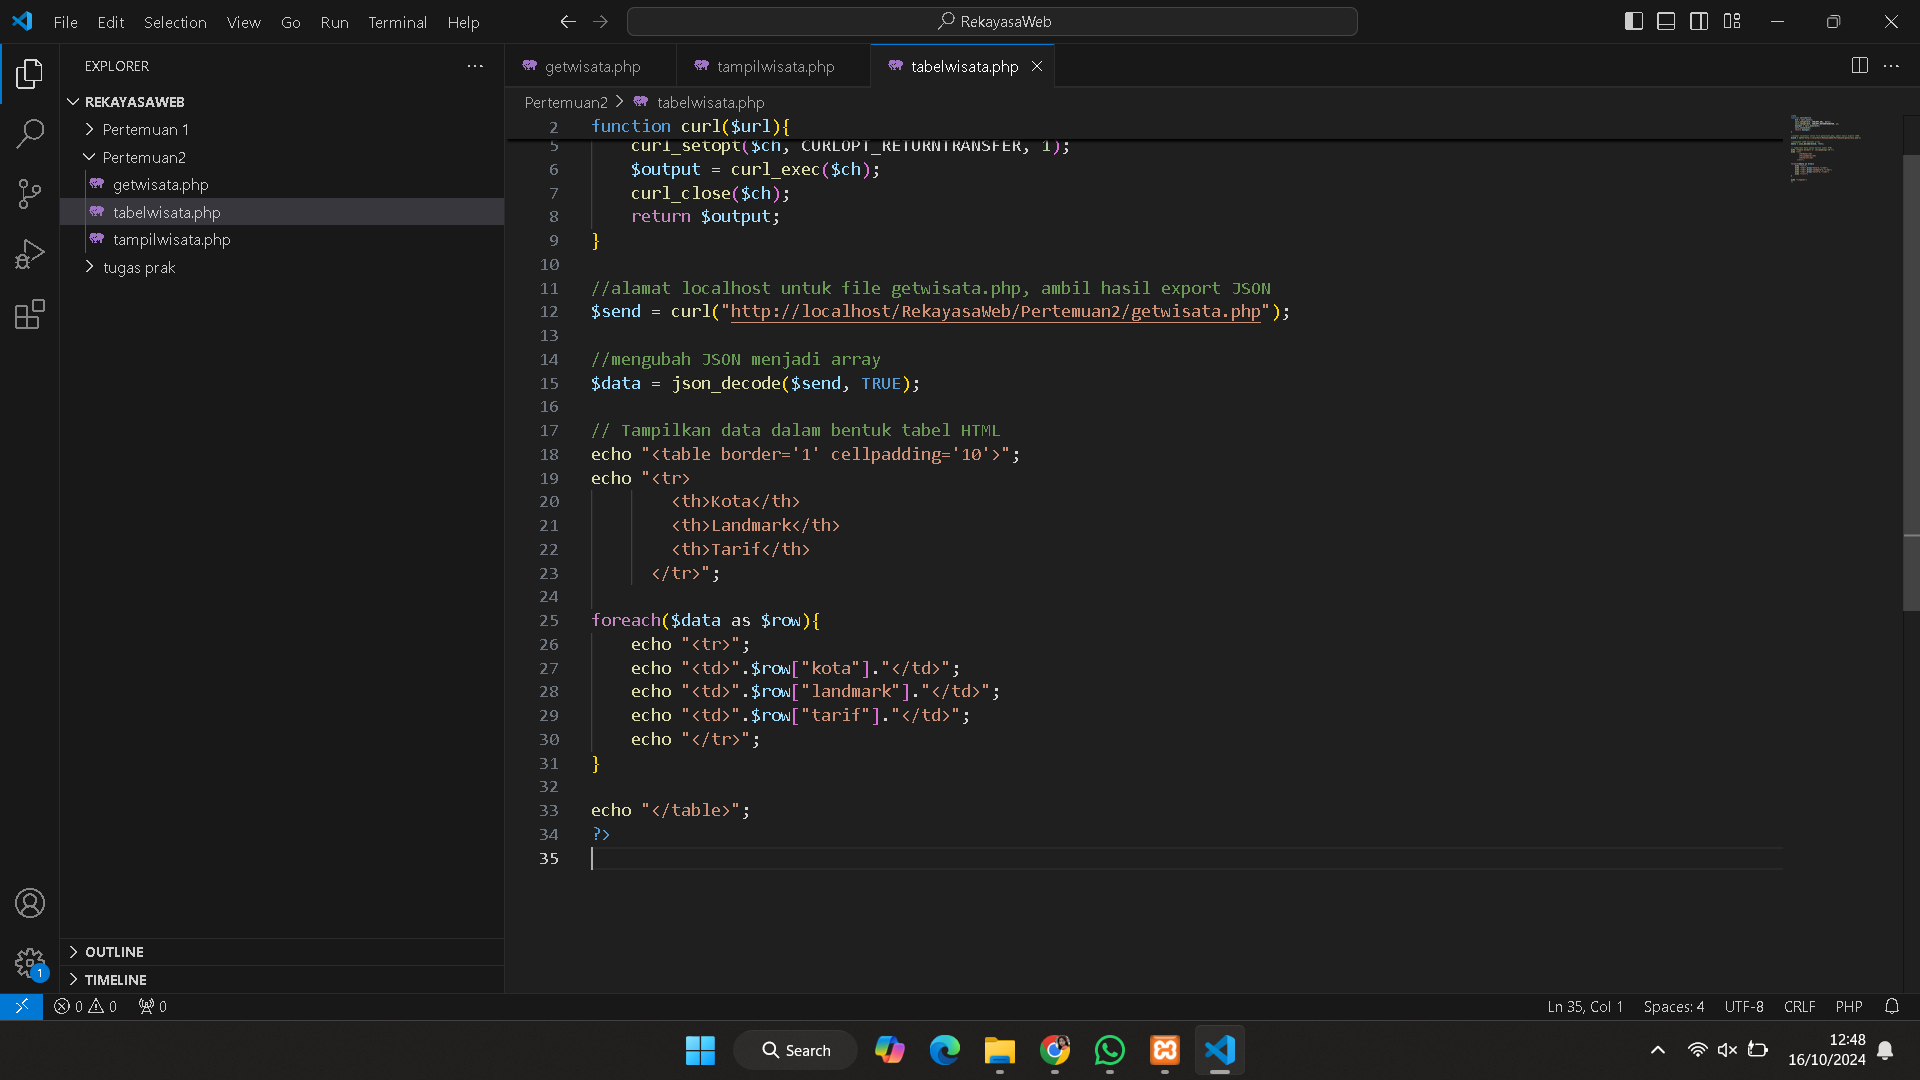 File Edit Selection View Go Run Terminal Help
RekayasaWeb
EXPLORER
REKAYASAWEB
Pertemuan 1
Pertemuan2
getwisata.php
tabelwisata.php
tampilwisata.php
tugas prak
OUTLINE
TIMELINE
getwisata.php tampilwisata.php tabelwisata.php
Pertemuan2 > tabelwisata.php
2 function curl($url){
5 curl_setopt($ch, CURLOPT_RETURNTRANSFER, 1);
6 $output = curl_exec($ch);
7 curl_close($ch);
8 return $output;
9 }
10
11 //alamat localhost untuk file getwisata.php, ambil hasil export JSON
12 $send = curl("http://localhost/RekayasaWeb/Pertemuan2/getwisata.php");
13
14 //mengubah JSON menjadi array
15 $data = json_decode($send, TRUE);
16
17 // Tampilkan data dalam bentuk tabel HTML
18 echo "<table border='1' cellpadding='10'>";
19 echo "<tr>
20 <th>Kota</th>
21 <th>Landmark</th>
22 <th>Tarif</th>
23 </tr>";
24
25 foreach($data as $row){
26 echo "<tr>";
27 echo "<td>".$row["kota"]."</td>";
28 echo "<td>".$row["landmark"]."</td>";
29 echo "<td>".$row["tarif"]."</td>";
30 echo "</tr>";
31 }
32
33 echo "</table>";
34 ?>
35
1
0 0 0
Ln 35, Col 1 Spaces: 4 UTF-8 CRLF PHP
Search
12:48
16/10/2024